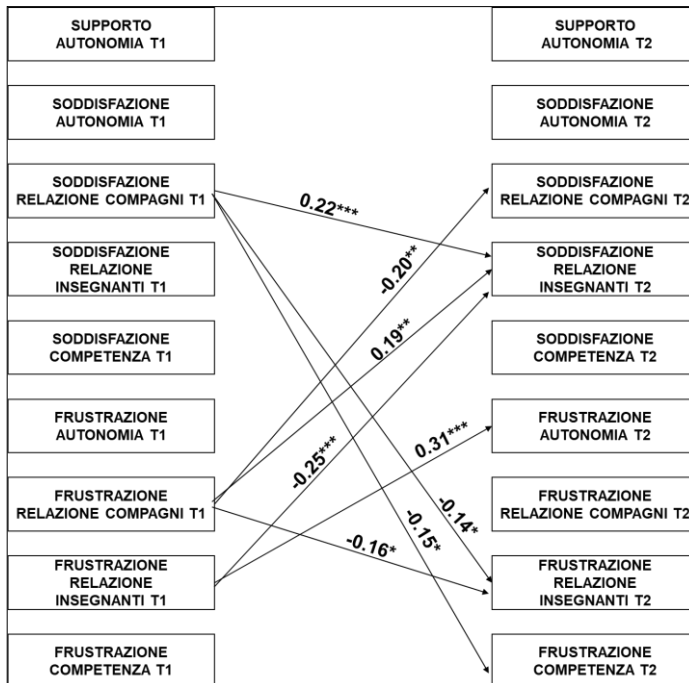 SUPPORTO
AUTONOMIA T1
SUPPORTO
AUTONOMIA T2
SODDISFAZIONE
AUTONOMIA T1
SODDISFAZIONE
AUTONOMIA T2
SODDISFAZIONE
RELAZIONE COMPAGNI T1
SODDISFAZIONE
RELAZIONE COMPAGNI T2
0.22***
SODDISFAZIONE
RELAZIONE
INSEGNANTI T1
-0.20**
SODDISFAZIONE
RELAZIONE
INSEGNANTI T2
SODDISFAZIONE
COMPETENZA T1
0.19**
SODDISFAZIONE
COMPETENZA T2
FRUSTRAZIONE
AUTONOMIA T1
-0.25***
0.31***
FRUSTRAZIONE
AUTONOMIA T2
FRUSTRAZIONE
RELAZIONE COMPAGNI T1
FRUSTRAZIONE
RELAZIONE COMPAGNI T2
-0.16*
-0.15*
-0.14*
FRUSTRAZIONE
RELAZIONE
INSEGNANTI T1
FRUSTRAZIONE
RELAZIONE
INSEGNANTI T2
FRUSTRAZIONE
COMPETENZA T1
FRUSTRAZIONE
COMPETENZA T2